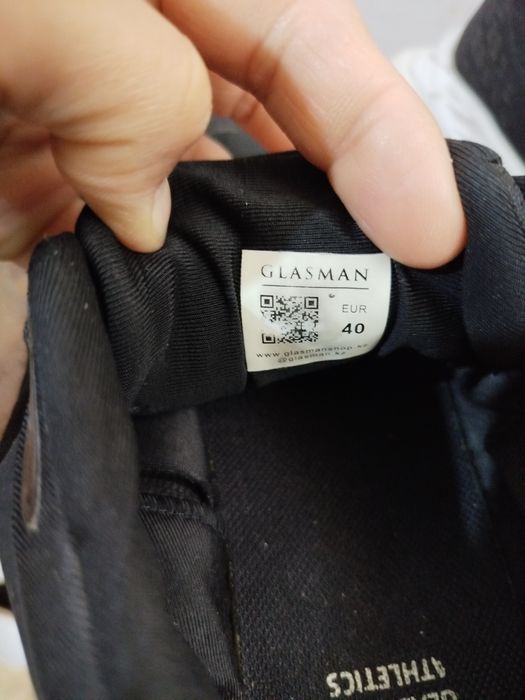 GLASMAN
EUR
40
www.glasmanshop.kz
@glasman.kz
ATHLETICS